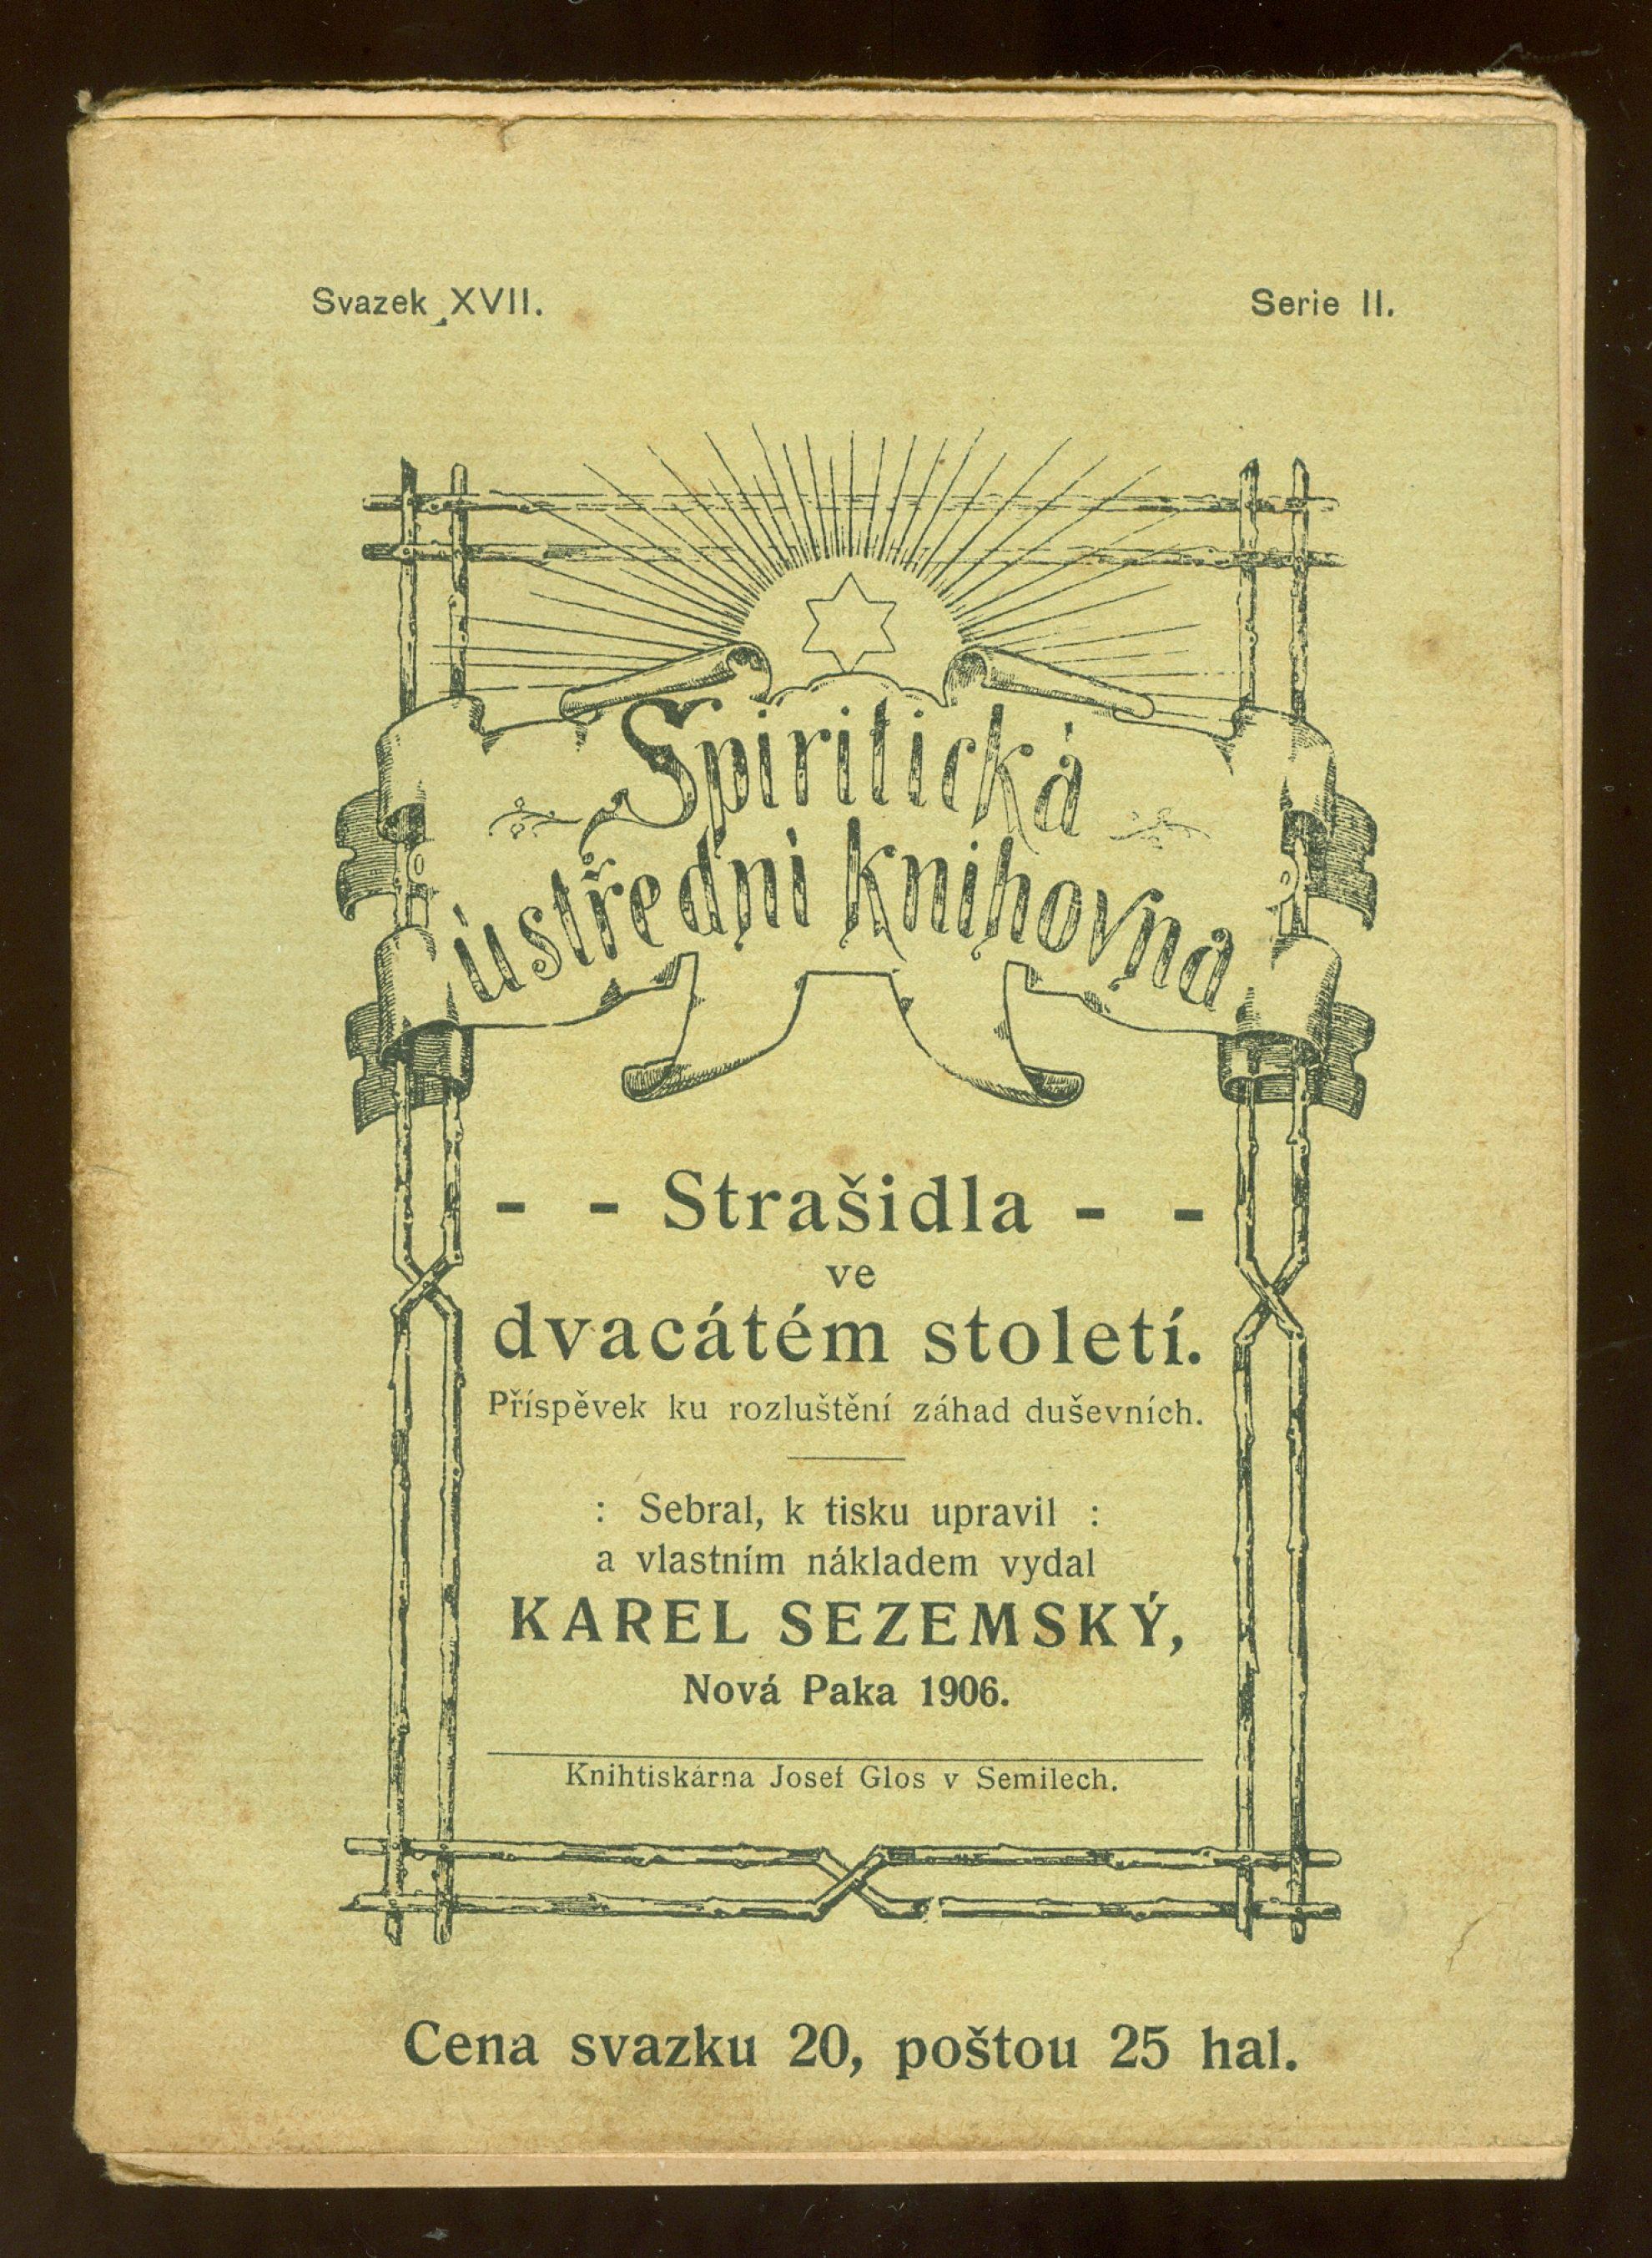 Svazek XVII. Serie II.
Spiritická
ústřední knihovna
- - Strašidla - -
ve
dvacátém století.
Příspěvek ku rozluštění záhad duševních.
: Sebral, k tisku upravil :
a vlastním nákladem vydal
KAREL SEZEMSKÝ,
Nová Paka 1906.
Knihtiskárna Josef Glos v Semilech.
Cena svazku 20, poštou 25 hal.